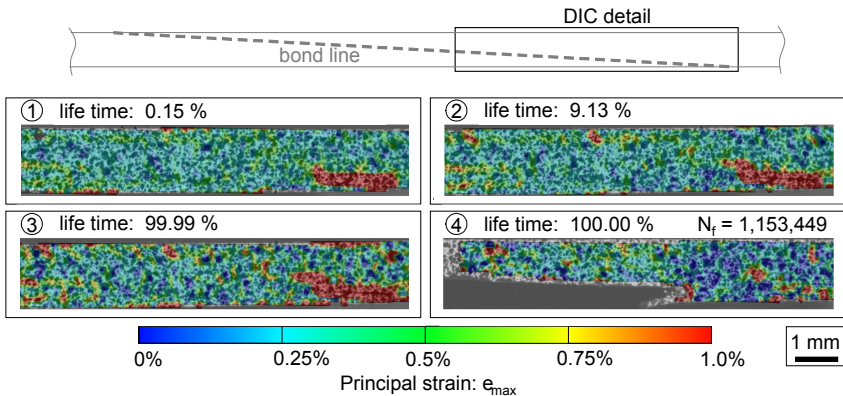 DIC detail
bond line
① life time: 0.15 %
② life time: 9.13 %
③ life time: 99.99 %
④ life time: 100.00 % N_f = 1,153,449
0% 0.25% 0.5% 0.75% 1.0%
1 mm
Principal strain: e_max